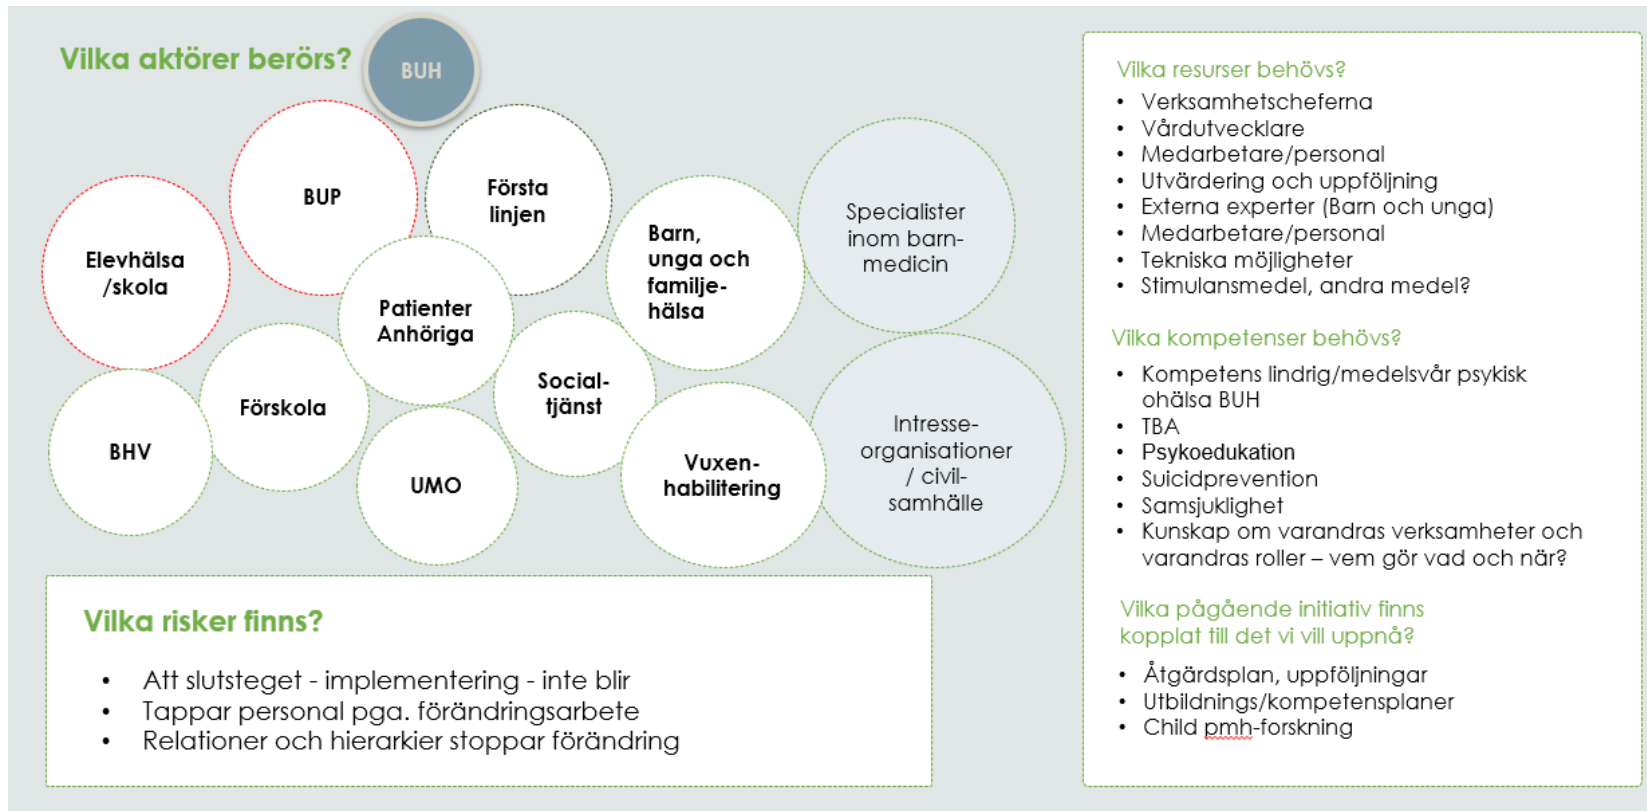 Vilka aktörer berörs?
BUH
BUP
Första
linjen
Elevhälsa
/skola
Patienter
Anhöriga
Barn,
unga och
familje-
hälsa
Specialister
inom barn-
medicin
Förskola
Social-
tjänst
BHV
UMO
Vuxen-
habilitering
Intresse-
organisationer
/ civil-
samhälle
Vilka risker finns?
• Att slutsteget - implementering - inte blir
• Tappar personal pga. förändringsarbete
• Relationer och hierarkier stoppar förändring
Vilka resurser behövs?
• Verksamhetscheferna
• Vårdutvecklare
• Medarbetare/personal
• Utvärdering och uppföljning
• Externa experter (Barn och unga)
• Medarbetare/personal
• Tekniska möjligheter
• Stimulansmedel, andra medel?
Vilka kompetenser behövs?
• Kompetens lindrig/medelsvår psykisk
ohälsa BUH
• TBA
• Psykoedukation
• Suicidprevention
• Samsjuklighet
• Kunskap om varandras verksamheter och
varandras roller – vem gör vad och när?
Vilka pågående initiativ finns
kopplat till det vi vill uppnå?
• Åtgärdsplan, uppföljningar
• Utbildnings/kompetensplaner
• Child pmh-forskning